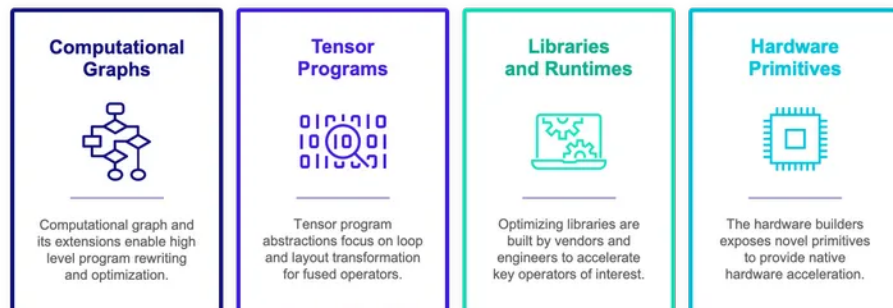 Computational
Graphs
Computational graph and
its extensions enable high
level program rewriting
and optimization.
Tensor
Programs
Tensor program
abstractions focus on loop
and layout transformation
for fused operators.
Libraries
and Runtimes
Optimizing libraries are
built by vendors and
engineers to accelerate
key operators of interest.
Hardware
Primitives
The hardware builders
exposes novel primitives
to provide native
hardware acceleration.